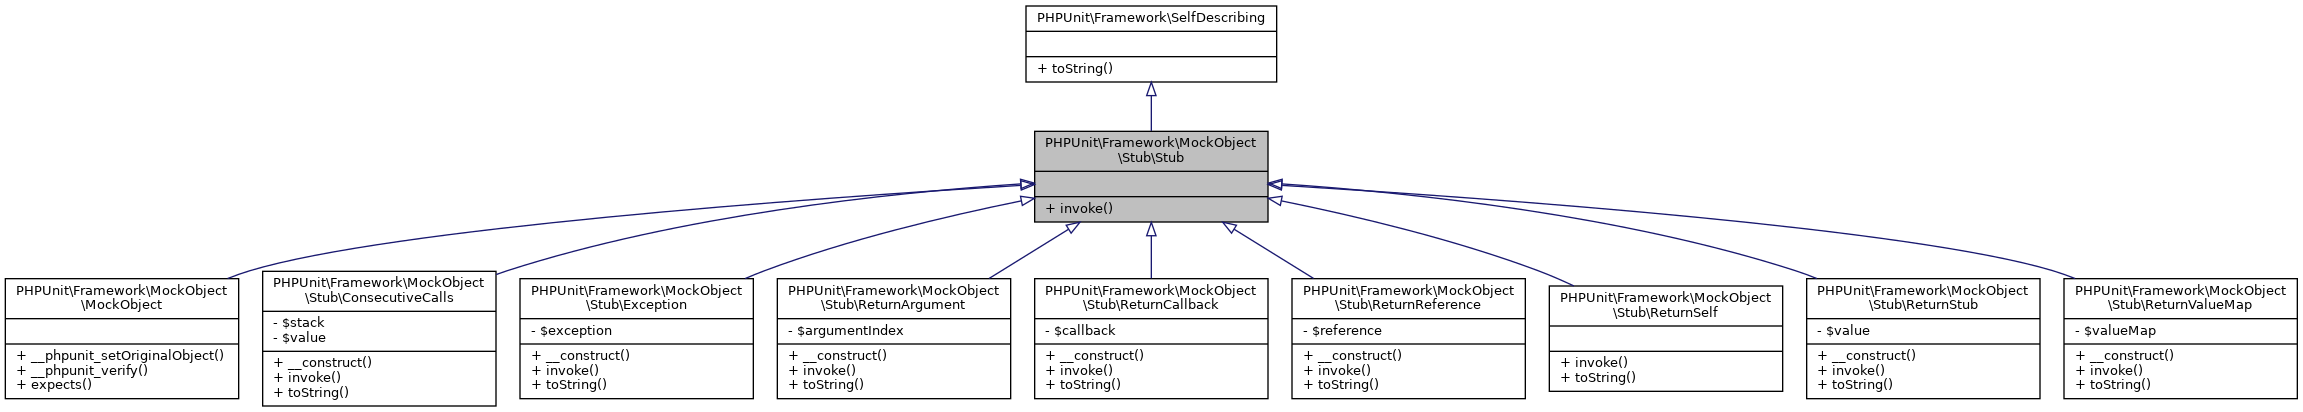 PHPUnit\Framework\SelfDescribing
+ toString()
PHPUnit\Framework\MockObject
\Stub\Stub
+ invoke()
PHPUnit\Framework\MockObject
\MockObject
+ __phpunit_setOriginalObject()
+ __phpunit_verify()
+ expects()
PHPUnit\Framework\MockObject
\Stub\ConsecutiveCalls
- $stack
- $value
+ __construct()
+ invoke()
+ toString()
PHPUnit\Framework\MockObject
\Stub\Exception
- $exception
+ __construct()
+ invoke()
+ toString()
PHPUnit\Framework\MockObject
\Stub\ReturnArgument
- $argumentIndex
+ __construct()
+ invoke()
+ toString()
PHPUnit\Framework\MockObject
\Stub\ReturnCallback
- $callback
+ __construct()
+ invoke()
+ toString()
PHPUnit\Framework\MockObject
\Stub\ReturnReference
- $reference
+ __construct()
+ invoke()
+ toString()
PHPUnit\Framework\MockObject
\Stub\ReturnSelf
+ invoke()
+ toString()
PHPUnit\Framework\MockObject
\Stub\ReturnStub
- $value
+ __construct()
+ invoke()
+ toString()
PHPUnit\Framework\MockObject
\Stub\ReturnValueMap
- $valueMap
+ __construct()
+ invoke()
+ toString()